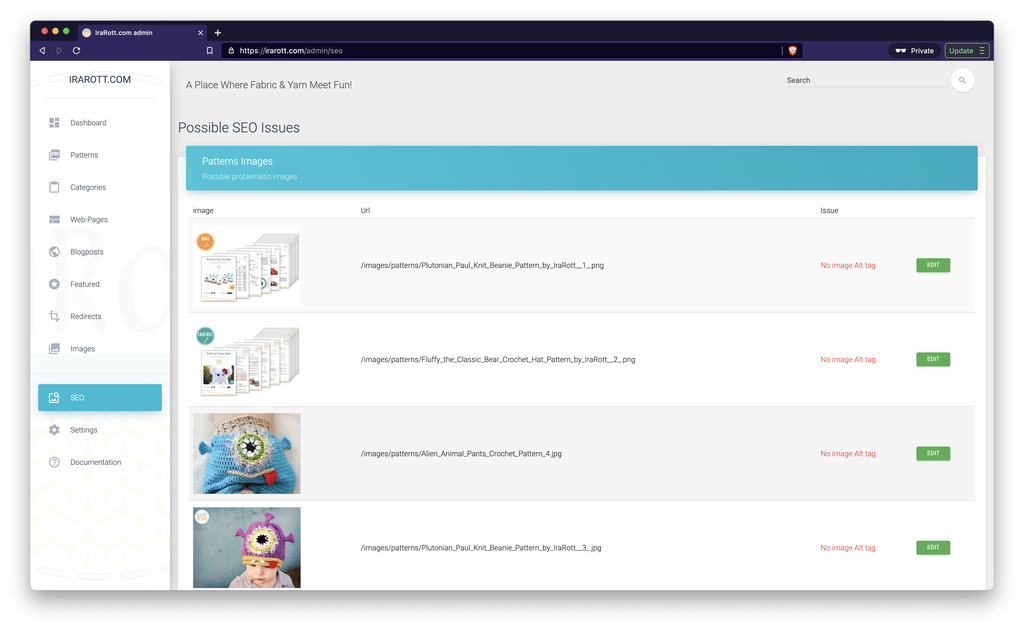 IraRott.com admin
https://irarott.com/admin/seo
Private
Update
IRAROTT.COM
A Place Where Fabric & Yarn Meet Fun!
Search
Dashboard
Patterns
Categories
Web-Pages
Blogposts
Featured
Redirects
Images
SEO
Settings
Documentation
Possible SEO Issues
Patterns Images
Possible problematic images
image Url Issue
/images/patterns/Plutonian_Paul_Knit_Beanie_Pattern_by_IraRott__1_.png No image Alt tag. EDIT
KNIT
/images/patterns/Fluffy_the_Classic_Bear_Crochet_Hat_Pattern_by_IraRott__2_.png No image Alt tag. EDIT
CROCHET
/images/patterns/Alien_Animal_Pants_Crochet_Pattern_4.jpg No image Alt tag. EDIT
/images/patterns/Plutonian_Paul_Knit_Beanie_Pattern_by_IraRott__3_.jpg No image Alt tag. EDIT